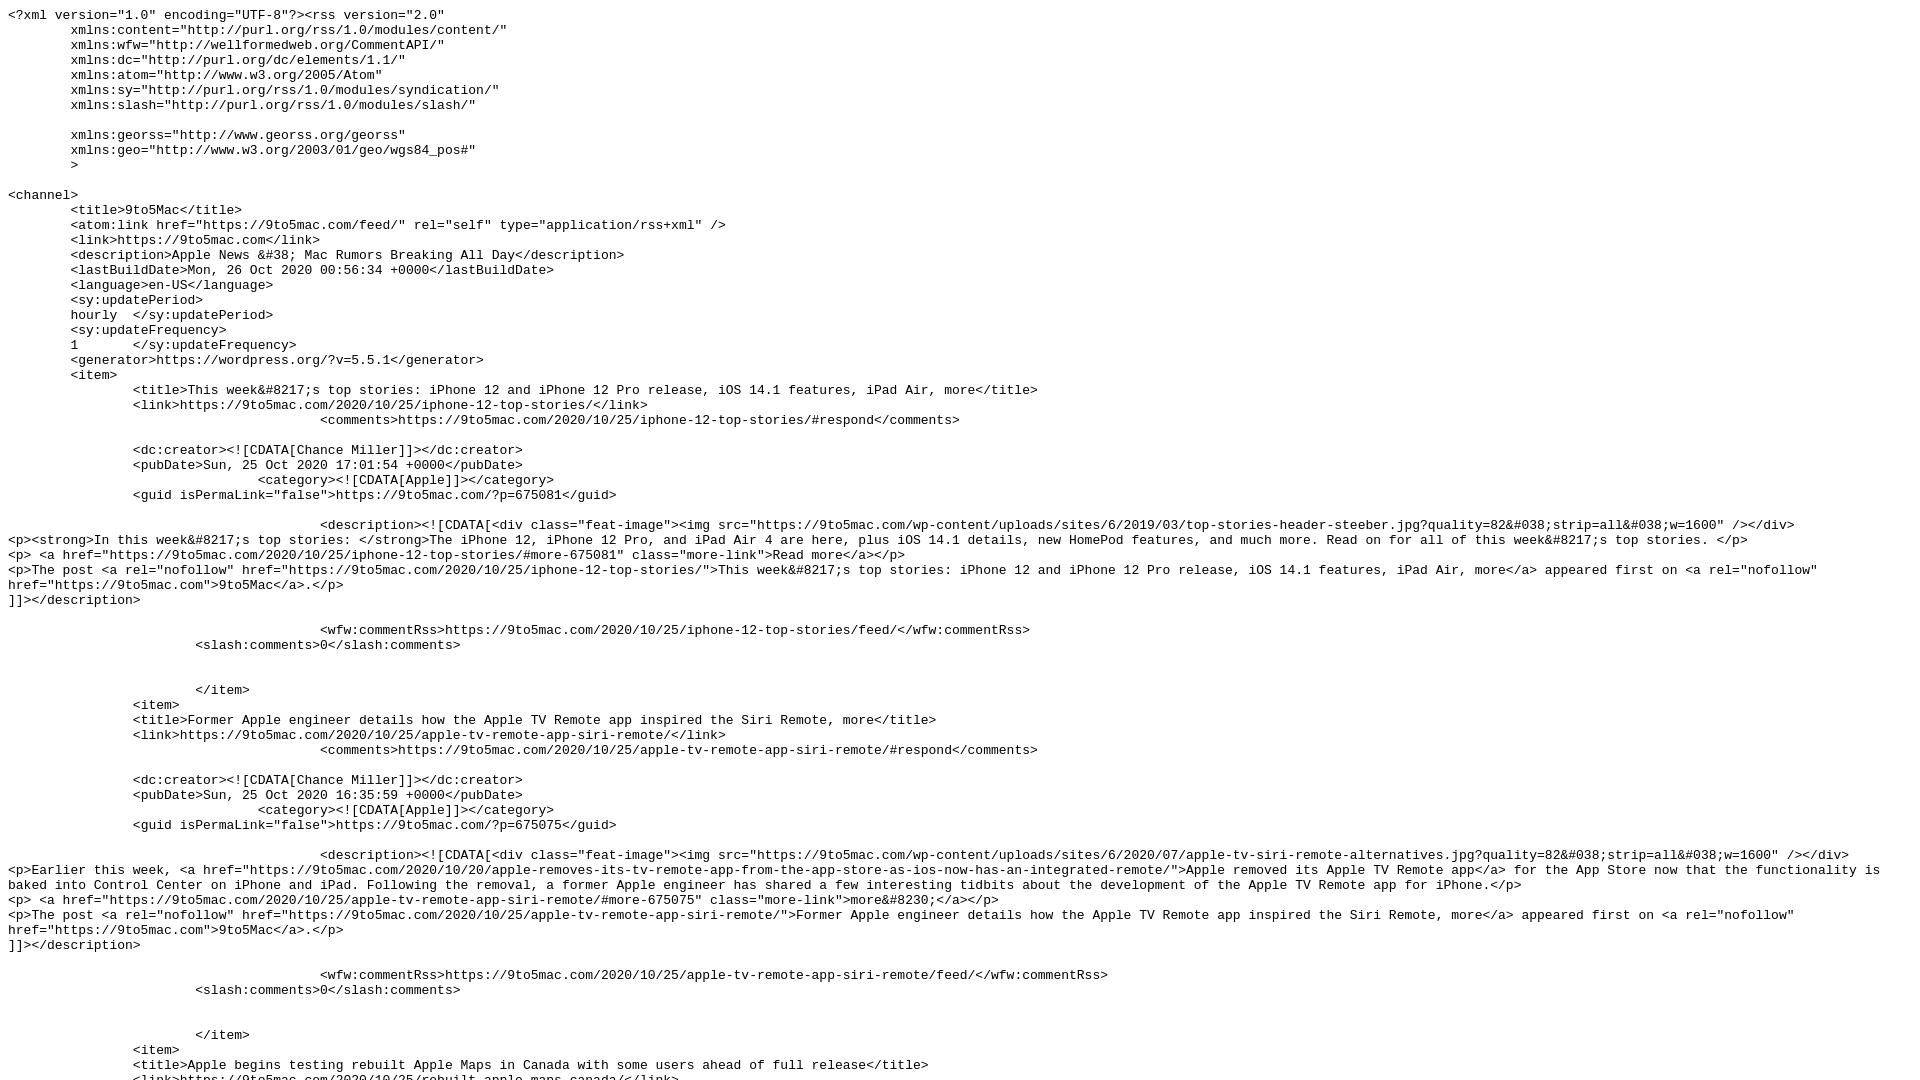 <?xml version="1.0" encoding="UTF-8"?><rss version="2.0"
xmlns:content="http://purl.org/rss/1.0/modules/content/"
xmlns:wfw="http://wellformedweb.org/CommentAPI/"
xmlns:dc="http://purl.org/dc/elements/1.1/"
xmlns:atom="http://www.w3.org/2005/Atom"
xmlns:sy="http://purl.org/rss/1.0/modules/syndication/"
xmlns:slash="http://purl.org/rss/1.0/modules/slash/"
xmlns:georss="http://www.georss.org/georss"
xmlns:geo="http://www.w3.org/2003/01/geo/wgs84_pos#"
>
<channel>
<title>9to5Mac</title>
<atom:link href="https://9to5mac.com/feed/" rel="self" type="application/rss+xml" />
<link>https://9to5mac.com</link>
<description>Apple News &#38; Mac Rumors Breaking All Day</description>
<lastBuildDate>Mon, 26 Oct 2020 00:56:34 +0000</lastBuildDate>
<language>en-US</language>
<sy:updatePeriod>
hourly </sy:updatePeriod>
<sy:updateFrequency>
1 </sy:updateFrequency>
<generator>https://wordpress.org/?v=5.5.1</generator>
<item>
<title>This week&#8217;s top stories: iPhone 12 and iPhone 12 Pro release, iOS 14.1 features, iPad Air, more</title>
<link>https://9to5mac.com/2020/10/25/iphone-12-top-stories/</link>
<comments>https://9to5mac.com/2020/10/25/iphone-12-top-stories/#respond</comments>
<dc:creator><![CDATA[Chance Miller]]></dc:creator>
<pubDate>Sun, 25 Oct 2020 17:01:54 +0000</pubDate>
<category><![CDATA[Apple]]></category>
<guid isPermaLink="false">https://9to5mac.com/?p=675081</guid>
<description><![CDATA[<div class="feat-image"><img src="https://9to5mac.com/wp-content/uploads/sites/6/2019/03/top-stories-header-steeber.jpg?quality=82&#038;strip=all&#038;w=1600" /></div>
<p><strong>In this week&#8217;s top stories: </strong>The iPhone 12, iPhone 12 Pro, and iPad Air 4 are here, plus iOS 14.1 details, new HomePod features, and much more. Read on for all of this week&#8217;s top stories. </p>
<p> <a href="https://9to5mac.com/2020/10/25/iphone-12-top-stories/#more-675081" class="more-link">Read more</a></p>
<p>The post <a rel="nofollow" href="https://9to5mac.com/2020/10/25/iphone-12-top-stories/">This week&#8217;s top stories: iPhone 12 and iPhone 12 Pro release, iOS 14.1 features, iPad Air, more</a> appeared first on <a rel="nofollow"
href="https://9to5mac.com">9to5Mac</a>.</p>
]]></description>
<wfw:commentRss>https://9to5mac.com/2020/10/25/iphone-12-top-stories/feed/</wfw:commentRss>
<slash:comments>0</slash:comments>
</item>
<item>
<title>Former Apple engineer details how the Apple TV Remote app inspired the Siri Remote, more</title>
<link>https://9to5mac.com/2020/10/25/apple-tv-remote-app-siri-remote/</link>
<comments>https://9to5mac.com/2020/10/25/apple-tv-remote-app-siri-remote/#respond</comments>
<dc:creator><![CDATA[Chance Miller]]></dc:creator>
<pubDate>Sun, 25 Oct 2020 16:35:59 +0000</pubDate>
<category><![CDATA[Apple]]></category>
<guid isPermaLink="false">https://9to5mac.com/?p=675075</guid>
<description><![CDATA[<div class="feat-image"><img src="https://9to5mac.com/wp-content/uploads/sites/6/2020/07/apple-tv-siri-remote-alternatives.jpg?quality=82&#038;strip=all&#038;w=1600" /></div>
<p>Earlier this week, <a href="https://9to5mac.com/2020/10/20/apple-removes-its-tv-remote-app-from-the-app-store-as-ios-now-has-an-integrated-remote/">Apple removed its Apple TV Remote app</a> for the App Store now that the functionality is
baked into Control Center on iPhone and iPad. Following the removal, a former Apple engineer has shared a few interesting tidbits about the development of the Apple TV Remote app for iPhone.</p>
<p> <a href="https://9to5mac.com/2020/10/25/apple-tv-remote-app-siri-remote/#more-675075" class="more-link">more&#8230;</a></p>
<p>The post <a rel="nofollow" href="https://9to5mac.com/2020/10/25/apple-tv-remote-app-siri-remote/">Former Apple engineer details how the Apple TV Remote app inspired the Siri Remote, more</a> appeared first on <a rel="nofollow"
href="https://9to5mac.com">9to5Mac</a>.</p>
]]></description>
<wfw:commentRss>https://9to5mac.com/2020/10/25/apple-tv-remote-app-siri-remote/feed/</wfw:commentRss>
<slash:comments>0</slash:comments>
</item>
<item>
<title>Apple begins testing rebuilt Apple Maps in Canada with some users ahead of full release</title>
<link>https://9to5mac.com/2020/10/25/rebuilt-apple-maps-canada/</link>